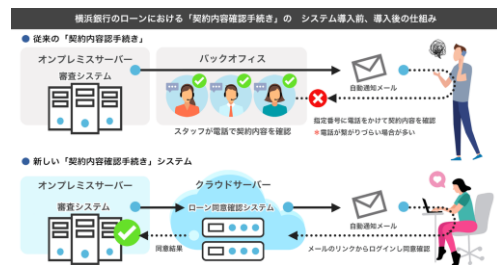 横浜銀行のローンにおける「契約内容確認手続き」の システム導入前、導入後の仕組み
● 従来の「契約内容確認手続き」
オンプレミスサーバー
審査システム
バックオフィス
スタッフが電話で契約内容を確認
自動通知メール
指定番号に電話をかけて契約内容を確認
＊電話が繋がりづらい場合が多い
● 新しい「契約内容確認手続き」システム
オンプレミスサーバー
審査システム
クラウドサーバー
ローン同意確認システム
同意結果
自動通知メール
メールのリンクからログインし同意確認